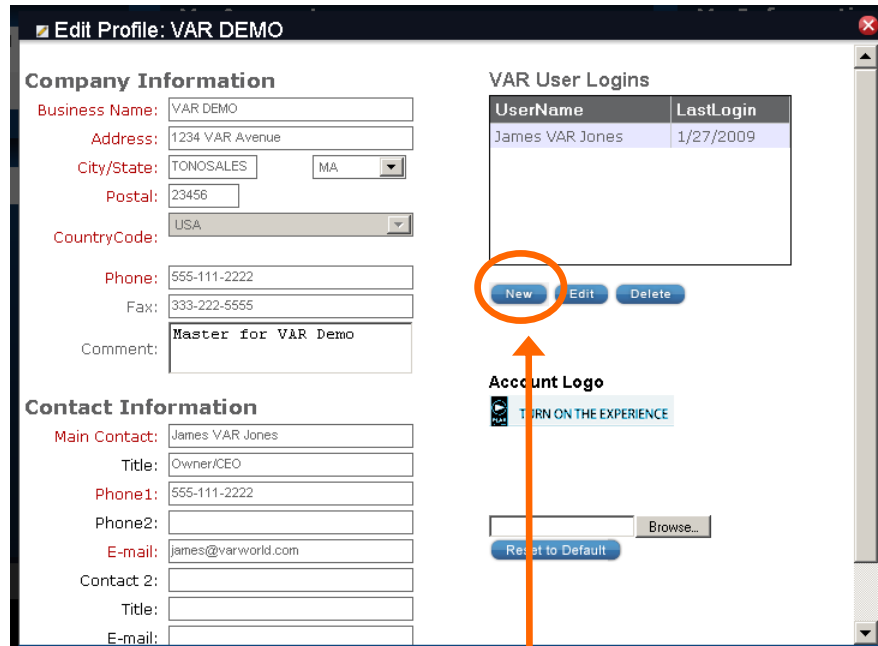 Edit Profile: VAR DEMO
Company Information
Business Name: VAR DEMO
Address: 1234 VAR Avenue
City/State: TONOSALES MA
Postal: 23456
CountryCode: USA
Phone: 555-111-2222
Fax: 333-222-5555
Comment: Master for VAR Demo
Contact Information
Main Contact: James VAR Jones
Title: Owner/CEO
Phone1: 555-111-2222
Phone2:
E-mail: james@varworld.com
Contact 2:
Title:
E-mail:
VAR User Logins
UserName LastLogin
James VAR Jones 1/27/2009
New Edit Delete
Account Logo
PLAY TURN ON THE EXPERIENCE
Browse...
Reset to Default